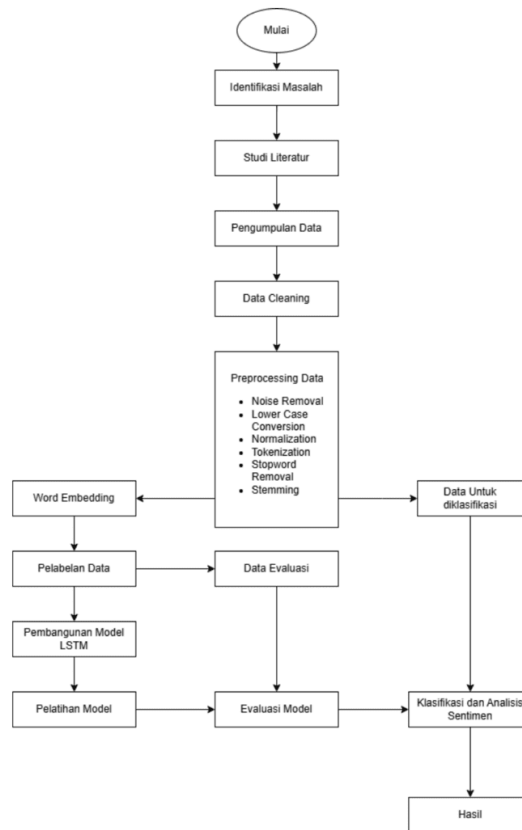 Mulai
Identifikasi Masalah
Studi Literatur
Pengumpulan Data
Data Cleaning
Preprocessing Data
• Noise Removal
• Lower Case
Conversion
• Normalization
• Tokenization
• Stopword
Removal
• Stemming
Word Embedding
Data Untuk
diklasifikasi
Pelabelan Data
Data Evaluasi
Pembangunan Model
LSTM
Pelatihan Model
Evaluasi Model
Klasifikasi dan Analisis
Sentimen
Hasil